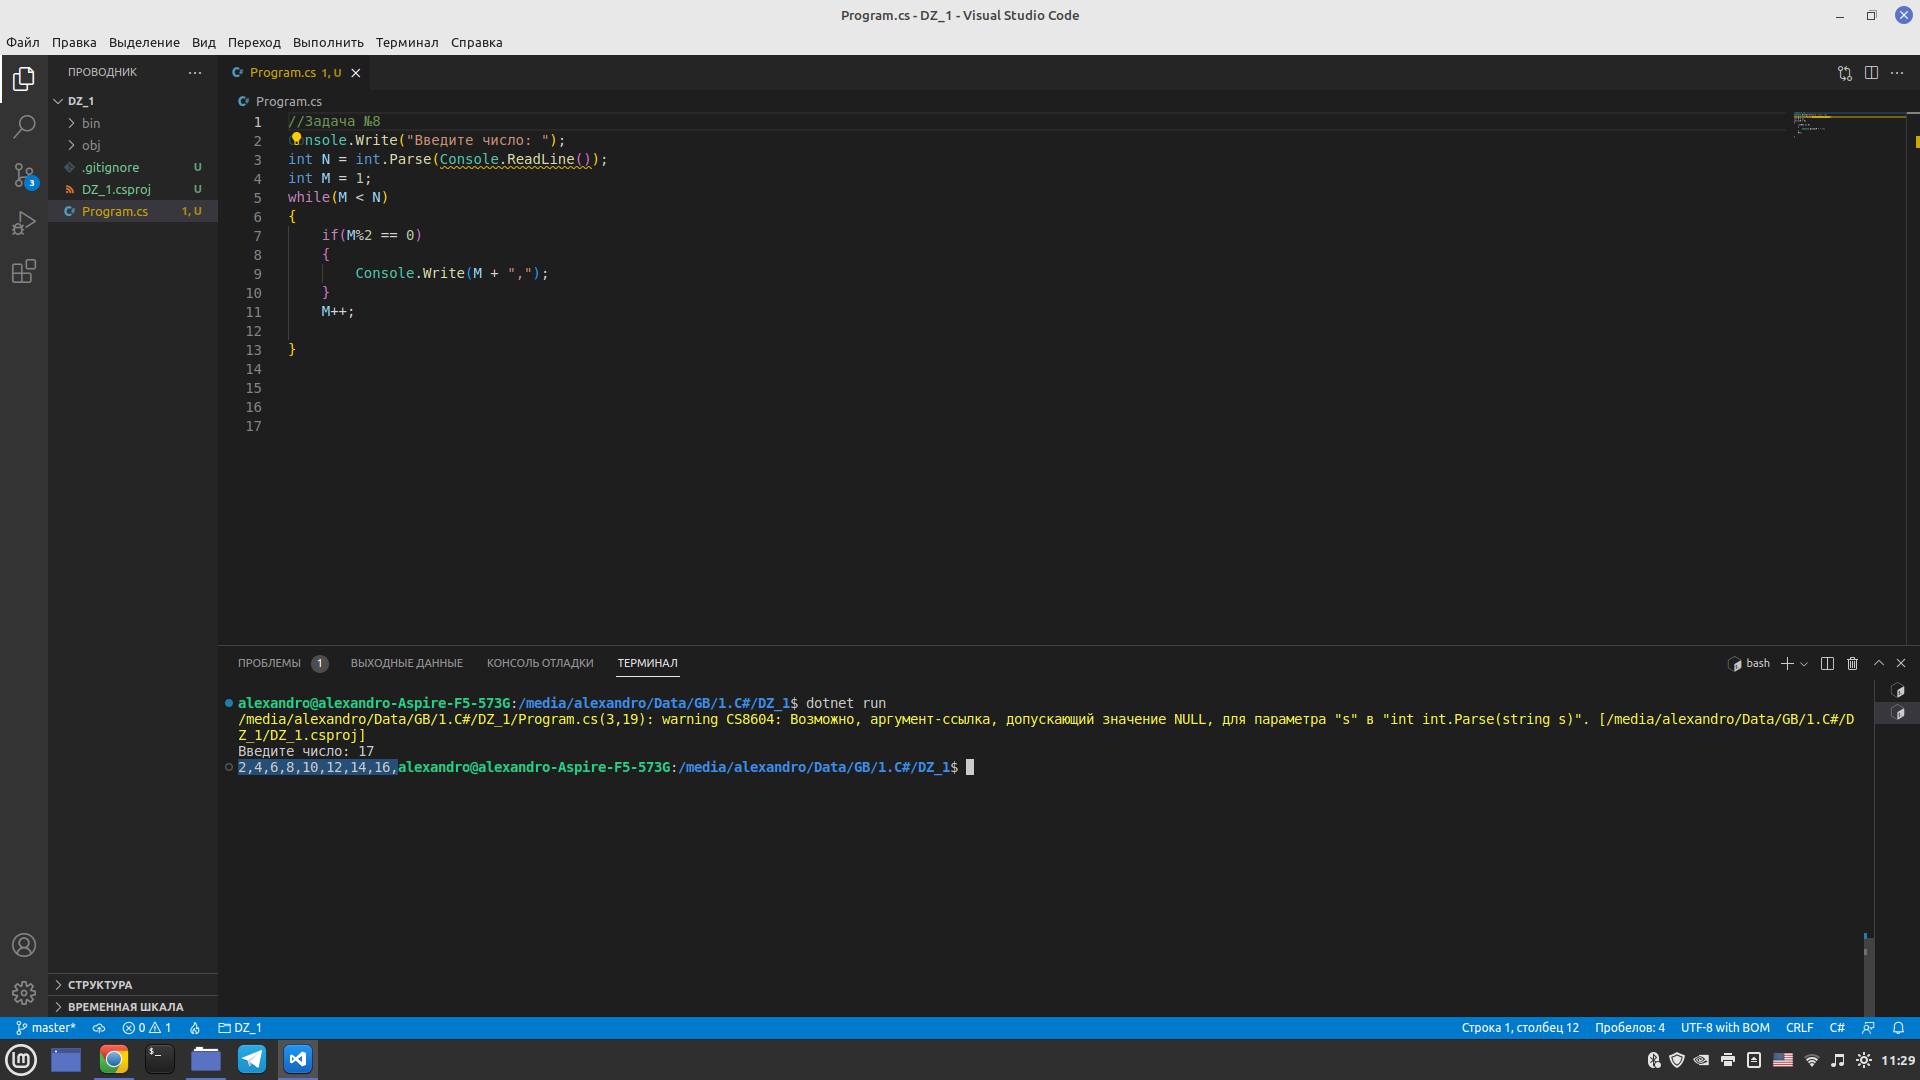 Program.cs - DZ_1 - Visual Studio Code
Файл Правка Выделение Вид Переход Выполнить Терминал Справка
ПРОВОДНИК
DZ_1
bin
obj
.gitignore U
DZ_1.csproj U
Program.cs 1, U
3
Program.cs 1, U
Program.cs
1 //Задача №8
2 Console.Write("Введите число: ");
3 int N = int.Parse(Console.ReadLine());
4 int M = 1;
5 while(M < N)
6 {
7 if(M%2 == 0)
8 {
9 Console.Write(M + ",");
10 }
11 M++;
12
13 }
14
15
16
17
ПРОБЛЕМЫ 1 ВЫХОДНЫЕ ДАННЫЕ КОНСОЛЬ ОТЛАДКИ ТЕРМИНАЛ
bash
alexandro@alexandro-Aspire-F5-573G:/media/alexandro/Data/GB/1.C#/DZ_1$ dotnet run
/media/alexandro/Data/GB/1.C#/DZ_1/Program.cs(3,19): warning CS8604: Возможно, аргумент-ссылка, допускающий значение NULL, для параметра "s" в "int int.Parse(string s)". [/media/alexandro/Data/GB/1.C#/D
Z_1/DZ_1.csproj]
Введите число: 17
2,4,6,8,10,12,14,16,alexandro@alexandro-Aspire-F5-573G:/media/alexandro/Data/GB/1.C#/DZ_1$
СТРУКТУРА
ВРЕМЕННАЯ ШКАЛА
master* 0 1 DZ_1 Строка 1, столбец 12 Пробелов: 4 UTF-8 with BOM CRLF C#
11:29